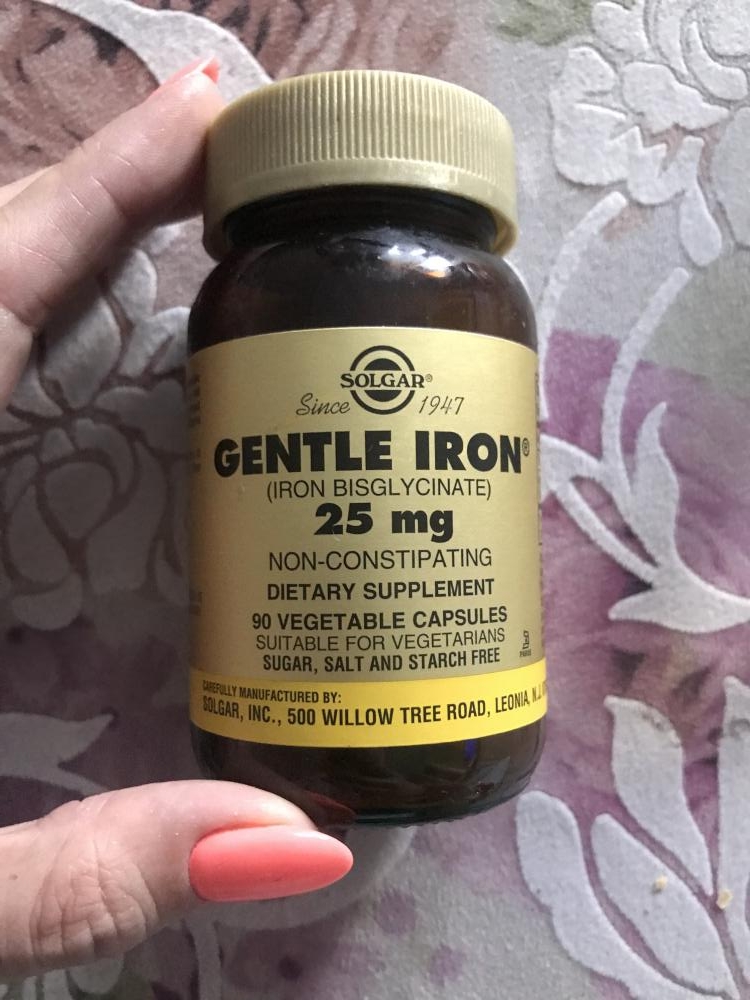 SOLGAR®
Since 1947
GENTLE IRON®
(IRON BISGLYCINATE)
25 mg
NON-CONSTIPATING
DIETARY SUPPLEMENT
90 VEGETABLE CAPSULES
SUITABLE FOR VEGETARIANS
SUGAR, SALT AND STARCH FREE
PAREVE
CAREFULLY MANUFACTURED BY:
SOLGAR, INC., 500 WILLOW TREE ROAD, LEONIA, N.J.